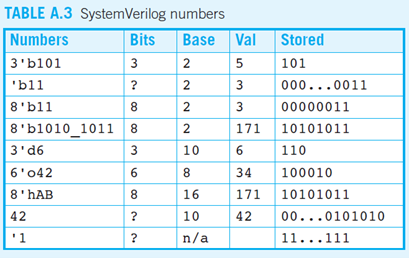 TABLE A.3 SystemVerilog numbers
Numbers Bits Base Val Stored
3'b101 3 2 5 101
'b11 ? 2 3 000...0011
8'b11 8 2 3 00000011
8'b1010_1011 8 2 171 10101011
3'd6 3 10 6 110
6'o42 6 8 34 100010
8'hAB 8 16 171 10101011
42 ? 10 42 00...0101010
'1 ? n/a 11...111